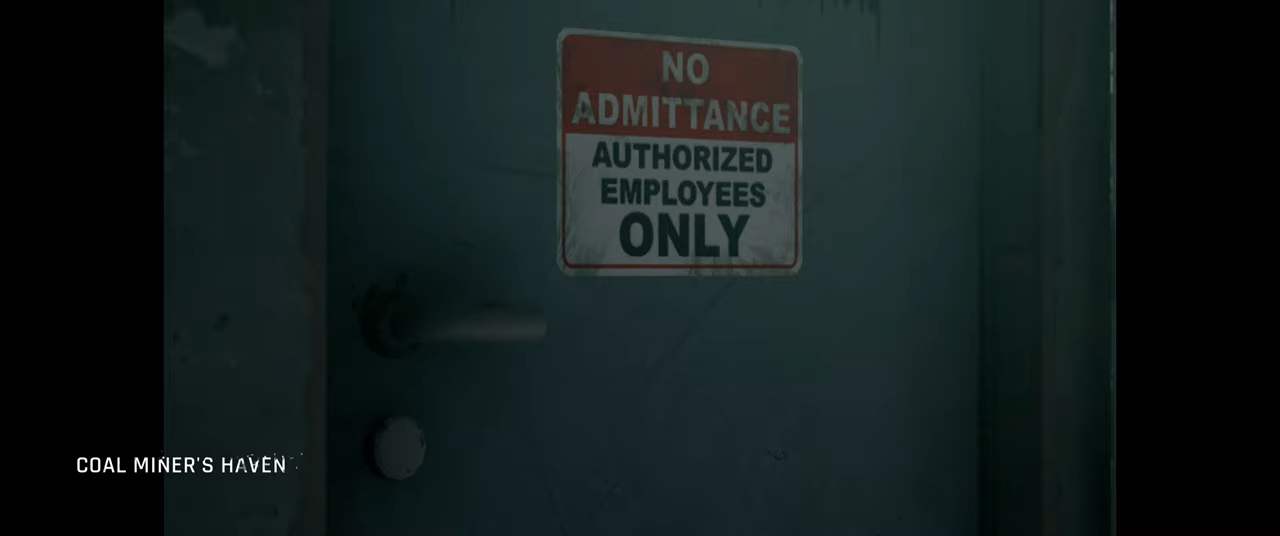 NO
ADMITTANCE
AUTHORIZED
EMPLOYEES
ONLY
COAL MINER'S HAVEN